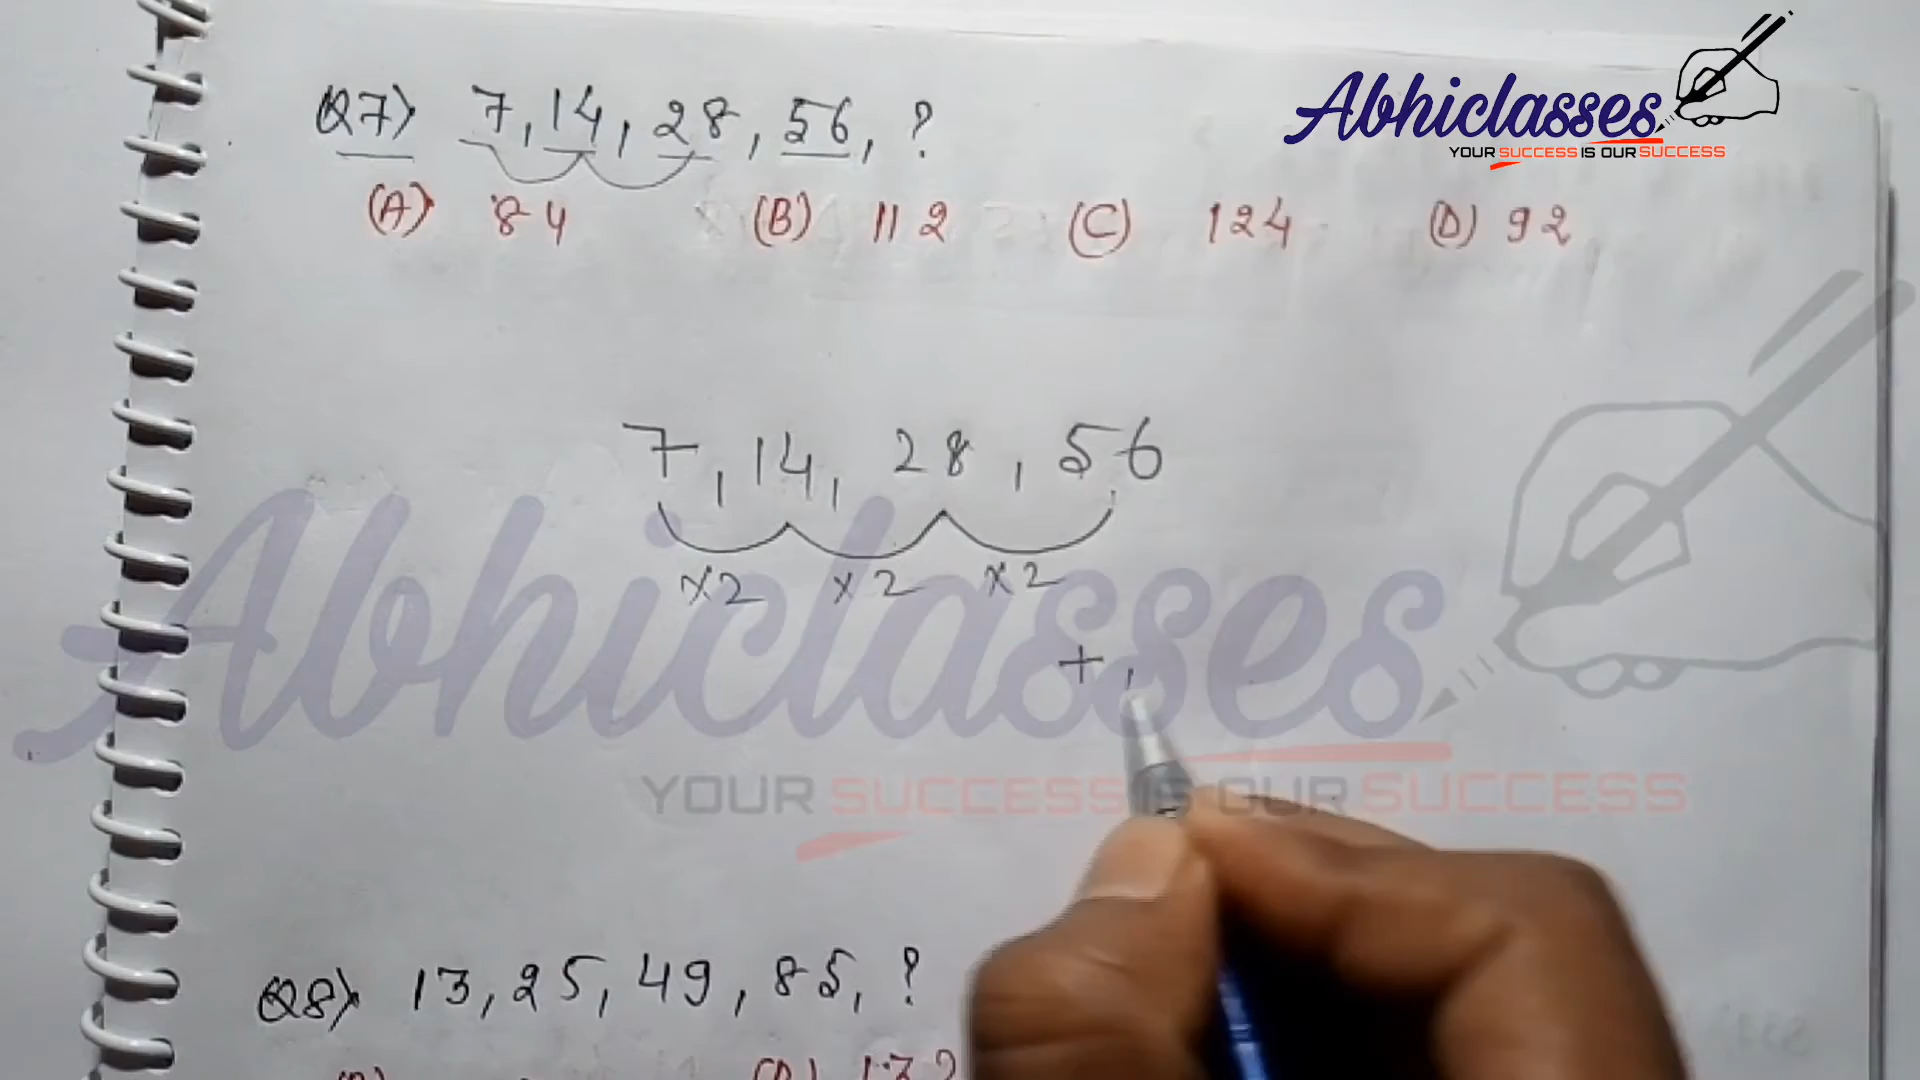 Abhiclasses
YOUR SUCCESS IS OUR SUCCESS
Q7) 7, 14, 28, 56, ?
(A) 84 (B) 112 (C) 124 (D) 92
7, 14, 28, 56
×2 ×2 ×2
+
Abhiclasses
YOUR SUCCESS IS OUR SUCCESS
Q8) 13, 25, 49, 85, ?